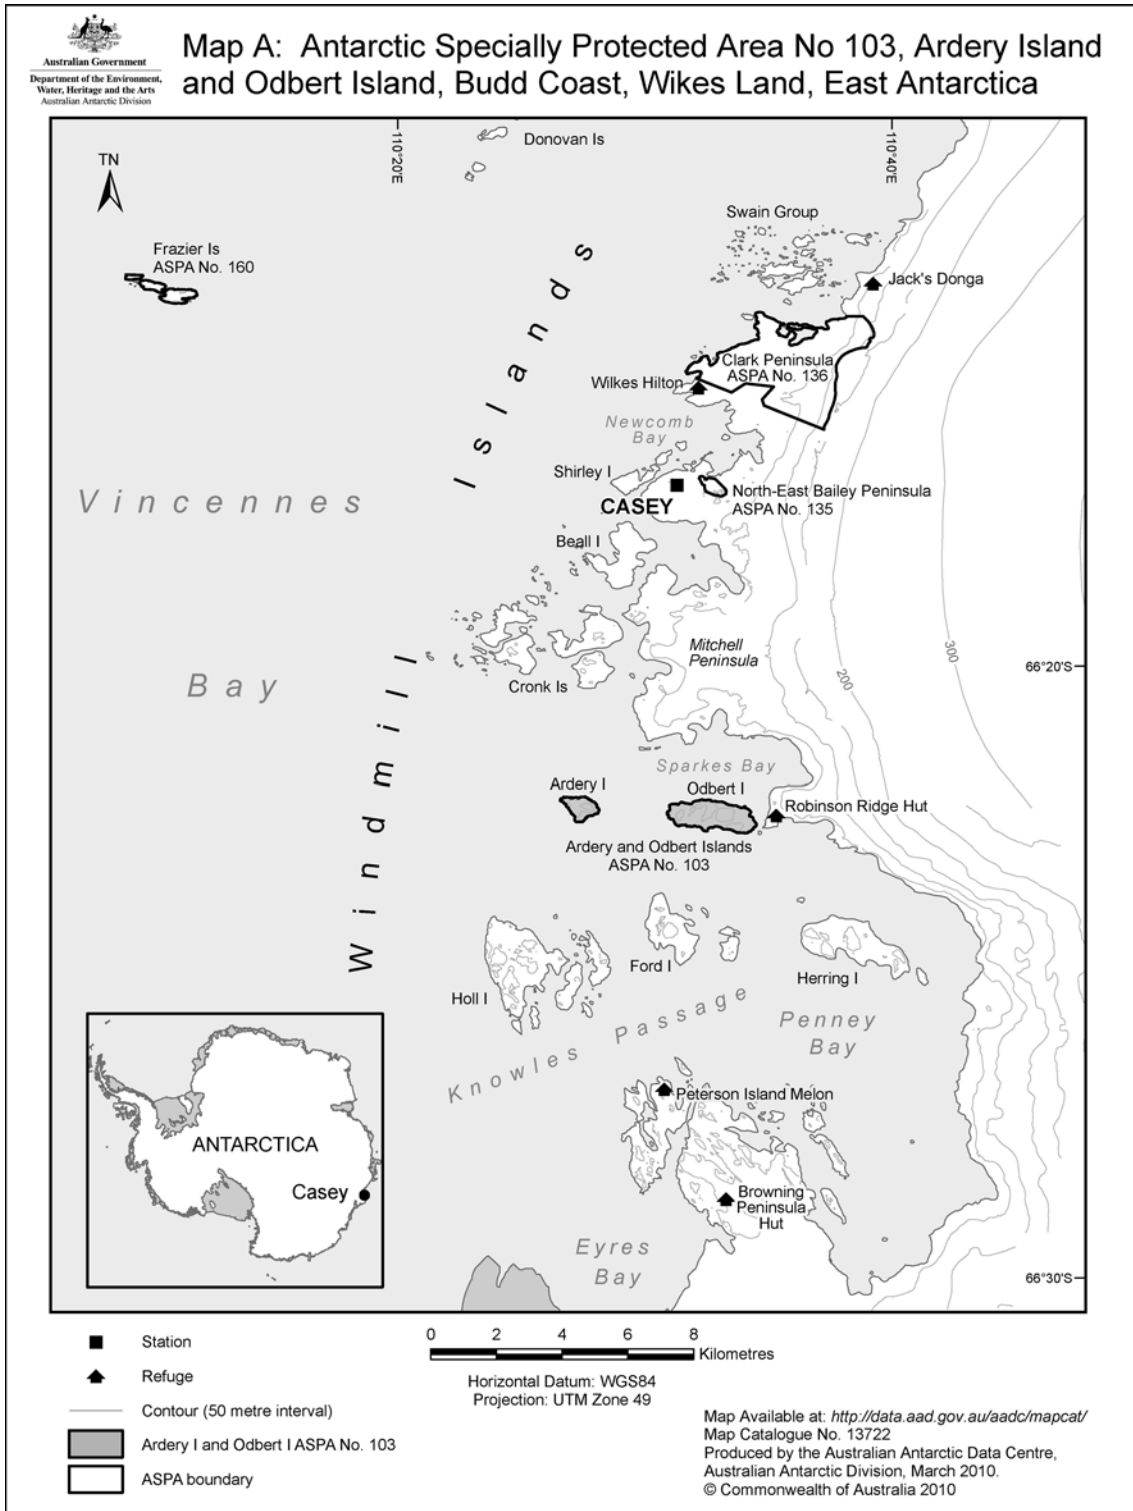 Australian Government
Department of the Environment,
Water, Heritage and the Arts
Australian Antarctic Division
Map A: Antarctic Specially Protected Area No 103, Ardery Island
and Odbert Island, Budd Coast, Wikes Land, East Antarctica
110°20'E
110°40'E
TN
Donovan Is
Swain Group
Frazier Is
ASPA No. 160
Jack's Donga
Clark Peninsula
ASPA No. 136
Wilkes Hilton
Newcomb
Bay
Shirley I
North-East Bailey Peninsula
ASPA No. 135
CASEY
Vincennes
Bay
Windmill Islands
Beall I
Mitchell
Peninsula
Cronk Is
300
200
66°20'S
Sparkes Bay
Ardery I
Odbert I
Robinson Ridge Hut
Ardery and Odbert Islands
ASPA No. 103
Ford I
Herring I
Holl I
Knowles Passage
Penney
Bay
Peterson Island Melon
ANTARCTICA
Casey
Browning
Peninsula
Hut
Eyres
Bay
66°30'S
Station
Refuge
Contour (50 metre interval)
Ardery I and Odbert I ASPA No. 103
ASPA boundary
0 2 4 6 8
Kilometres
Horizontal Datum: WGS84
Projection: UTM Zone 49
Map Available at: http://data.aad.gov.au/aadc/mapcat/
Map Catalogue No. 13722
Produced by the Australian Antarctic Data Centre,
Australian Antarctic Division, March 2010.
© Commonwealth of Australia 2010